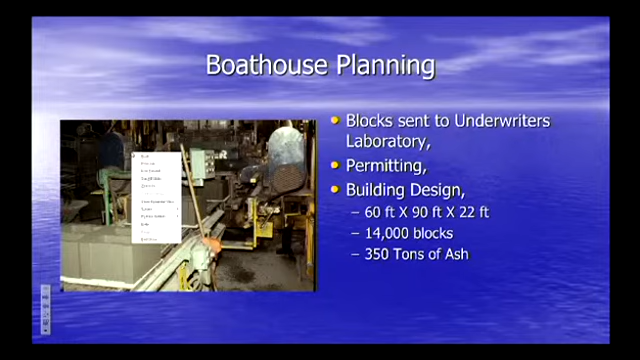 Boathouse Planning
Blocks sent to Underwriters
Laboratory,
Permitting,
Building Design,
– 60 ft X 90 ft X 22 ft
– 14,000 blocks
– 350 Tons of Ash